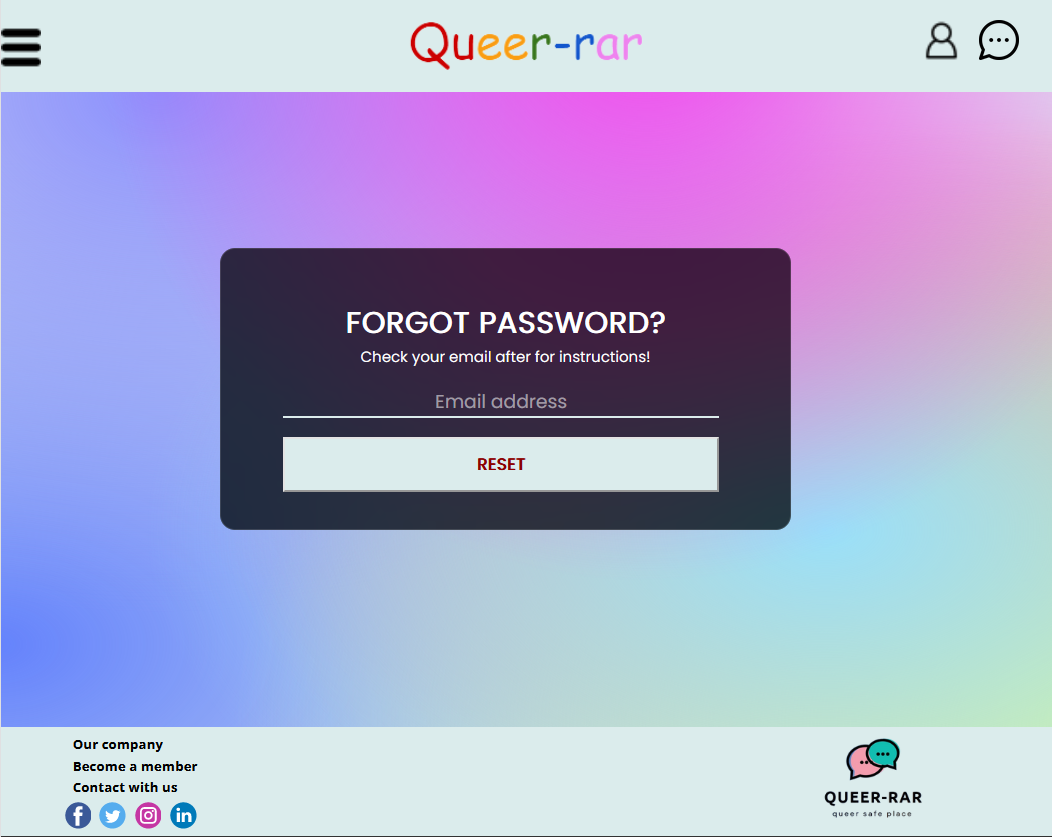 Queer-rar
FORGOT PASSWORD?
Check your email after for instructions!
Email address
RESET
Our company
Become a member
Contact with us
QUEER-RAR
queer safe place